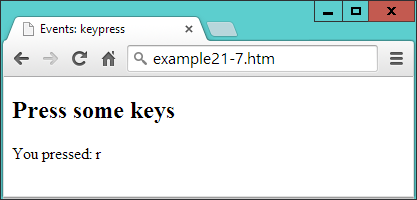 Events: keypress
example21-7.htm
Press some keys
You pressed: r